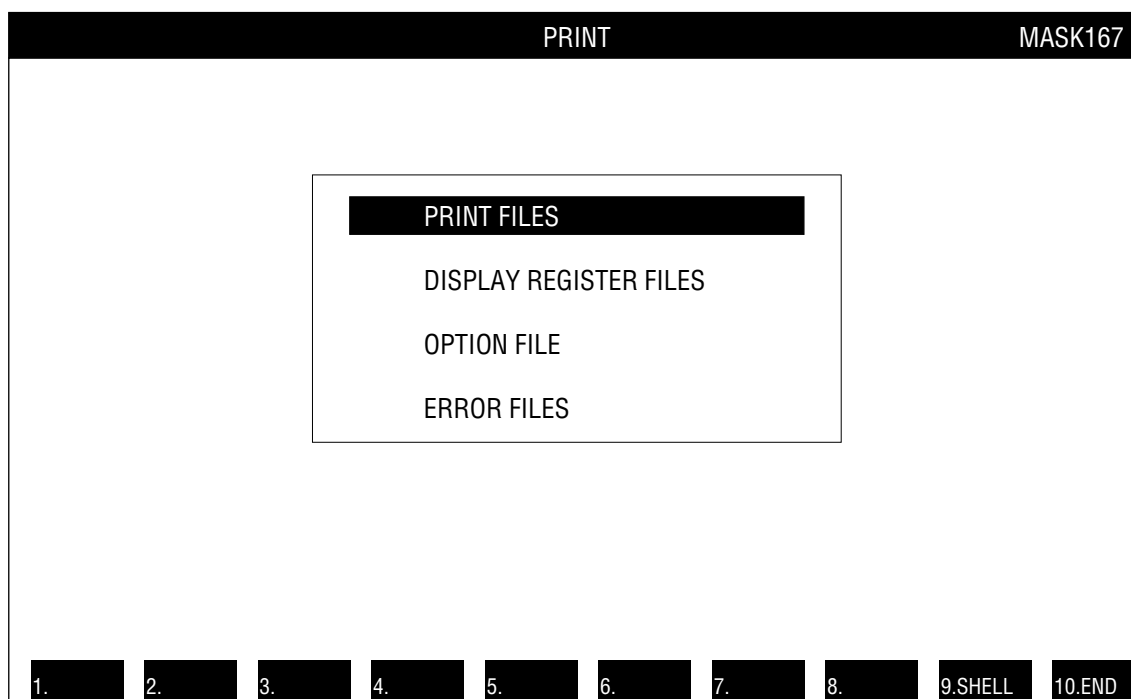 PRINT MASK167
PRINT FILES
DISPLAY REGISTER FILES
OPTION FILE
ERROR FILES
1. 2. 3. 4. 5. 6. 7. 8. 9.SHELL 10.END